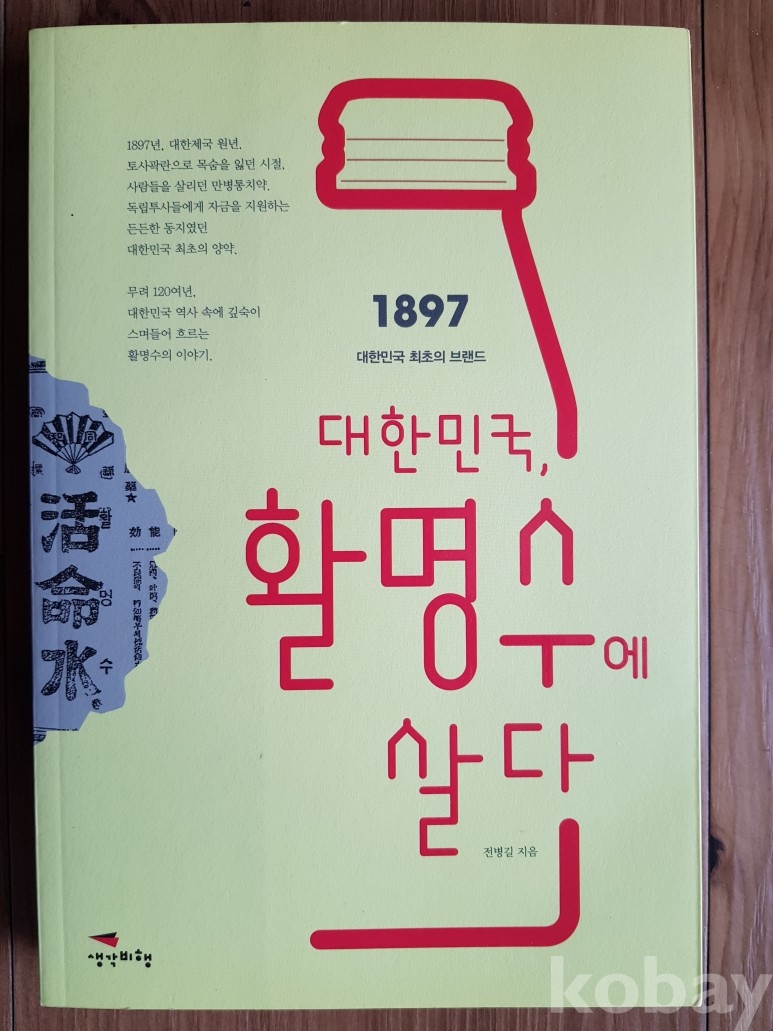 1897년, 대한제국 원년.
토사곽란으로 목숨을 잃던 시절,
사람들을 살리던 만병통치약.
독립투사들에게 자금을 지원하는
든든한 동지였던
대한민국 최초의 양약.
무려 120여년,
대한민국 역사 속에 깊숙이
스며들어 흐르는
활명수의 이야기.
1897
대한민국 최초의 브랜드
대한민국,
활명수에
살다
전병길 지음
活활
命명
水수
効能
생각비행
kobay